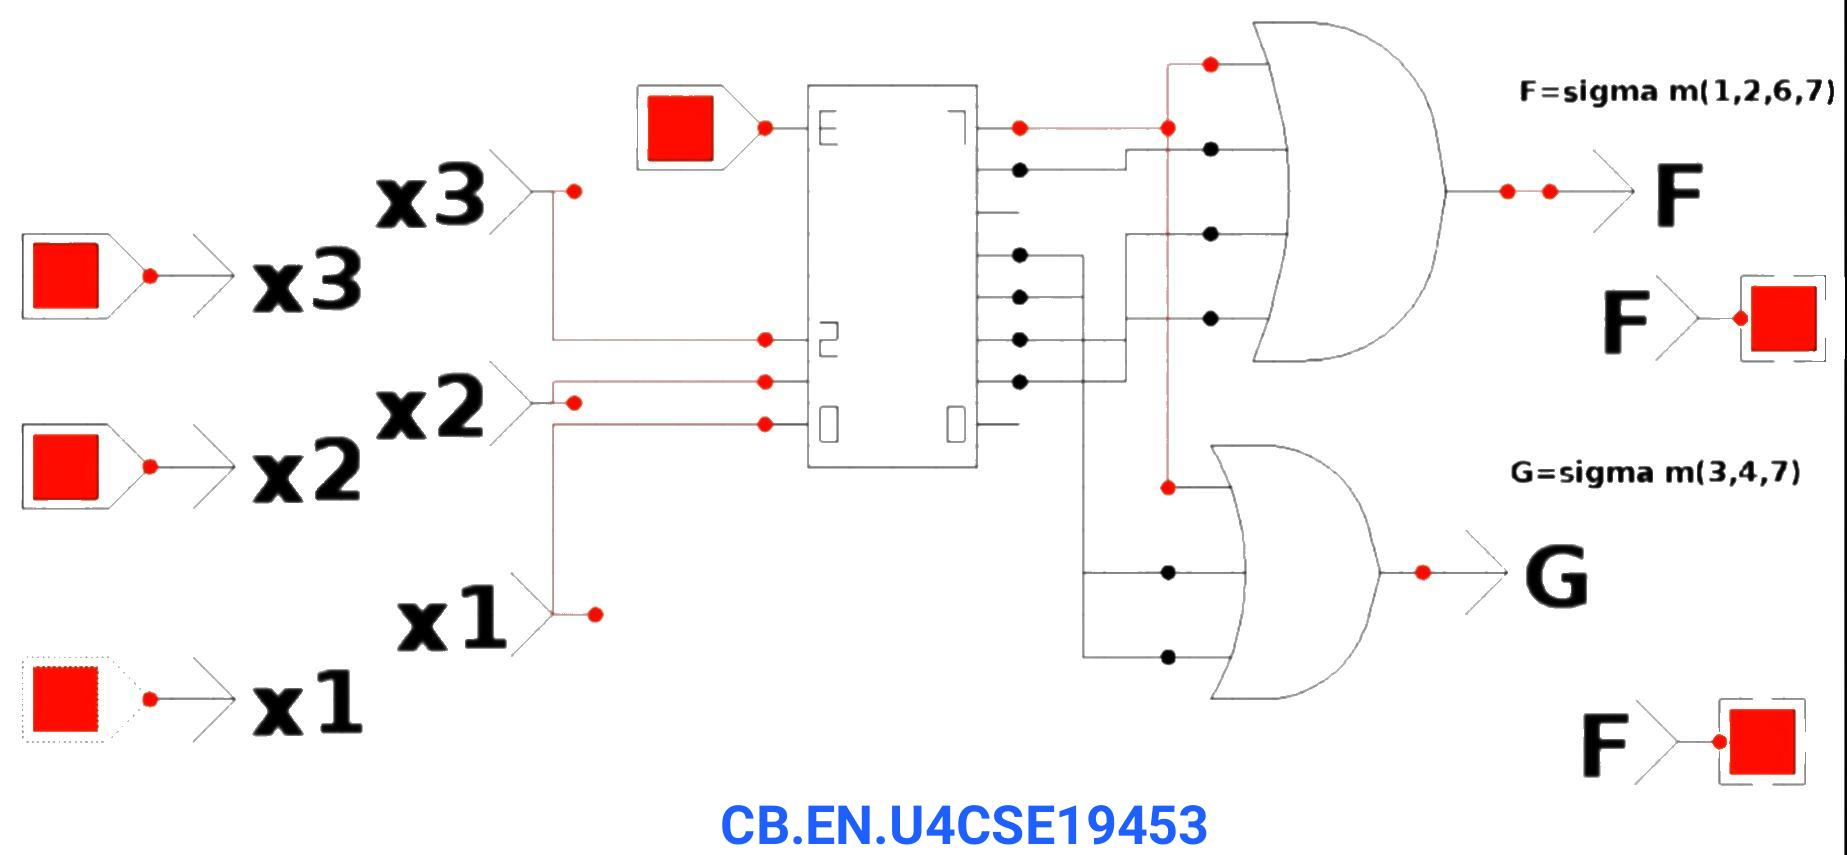 F=sigma m(1,2,6,7)
x3
F
x3
F
x2
x2
G=sigma m(3,4,7)
G
x1
x1
F
CB.EN.U4CSE19453